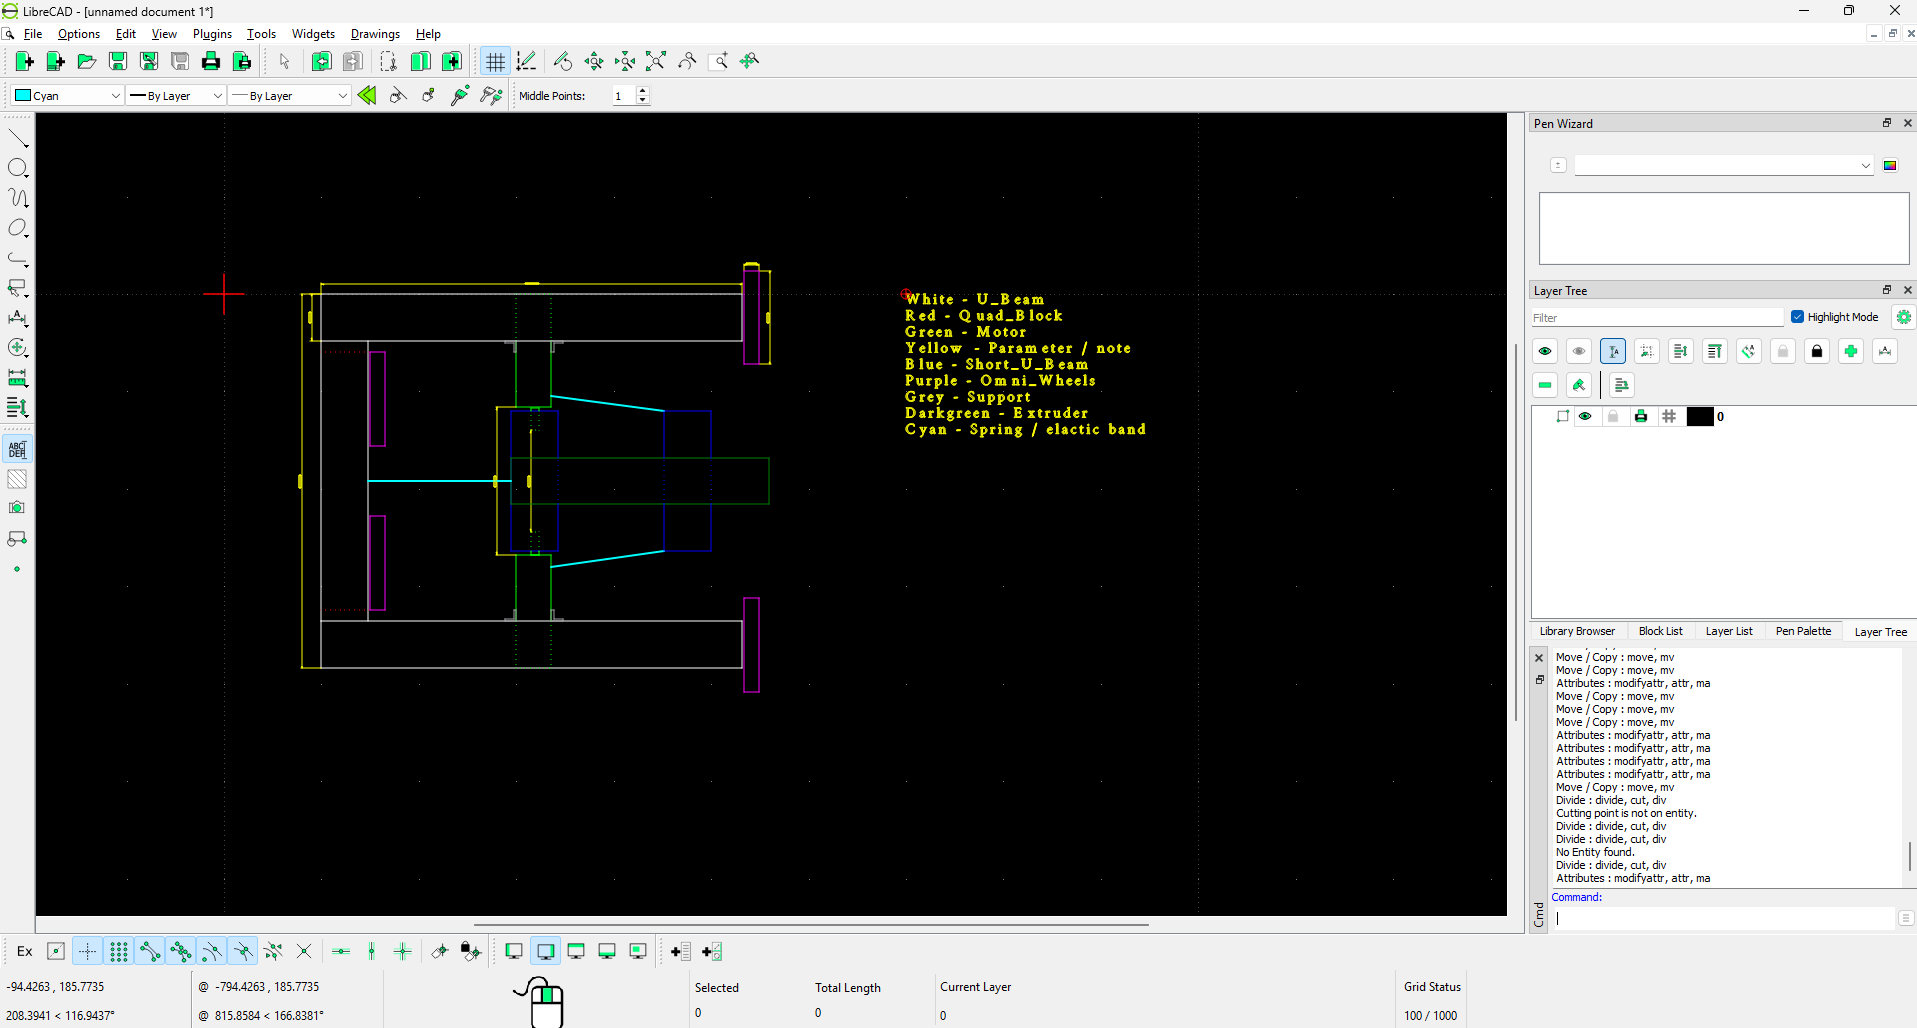 LibreCAD - [unnamed document 1*]
File Options Edit View Plugins Tools Widgets Drawings Help
Cyan By Layer By Layer Middle Points: 1
Pen Wizard
Layer Tree
Filter Highlight Mode
0
White - U_Beam
Red - Quad_Block
Green - Motor
Yellow - Parameter / note
Blue - Short_U_Beam
Purple - Omni_Wheels
Grey - Support
Darkgreen - Extruder
Cyan - Spring / elactic band
ABC
DEF
Library Browser Block List Layer List Pen Palette Layer Tree
Move / Copy : move, mv
Move / Copy : move, mv
Attributes : modifyattr, attr, ma
Move / Copy : move, mv
Move / Copy : move, mv
Move / Copy : move, mv
Attributes : modifyattr, attr, ma
Attributes : modifyattr, attr, ma
Attributes : modifyattr, attr, ma
Attributes : modifyattr, attr, ma
Move / Copy : move, mv
Divide : divide, cut, div
Cutting point is not on entity.
Divide : divide, cut, div
Divide : divide, cut, div
No Entity found.
Divide : divide, cut, div
Attributes : modifyattr, attr, ma
Command:
Cmd
Ex
-94.4263 , 185.7735 @ -794.4263 , 185.7735 Selected Total Length Current Layer Grid Status
208.3941 < 116.9437° @ 815.8584 < 166.8381° 0 0 0 100 / 1000